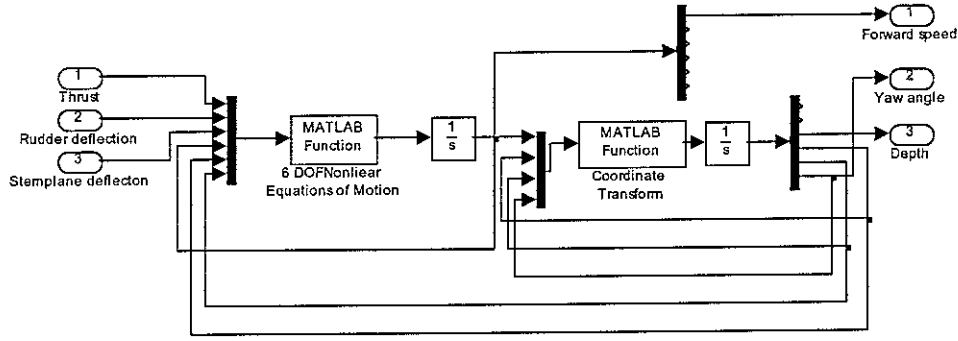 1
Forward speed
1
Thrust
2
Rudder deflection
3
Stemplane deflecton
MATLAB
Function
6 DOFNonlinear
Equations of Motion
1
s
MATLAB
Function
Coordinate
Transform
1
s
2
Yaw angle
3
Depth